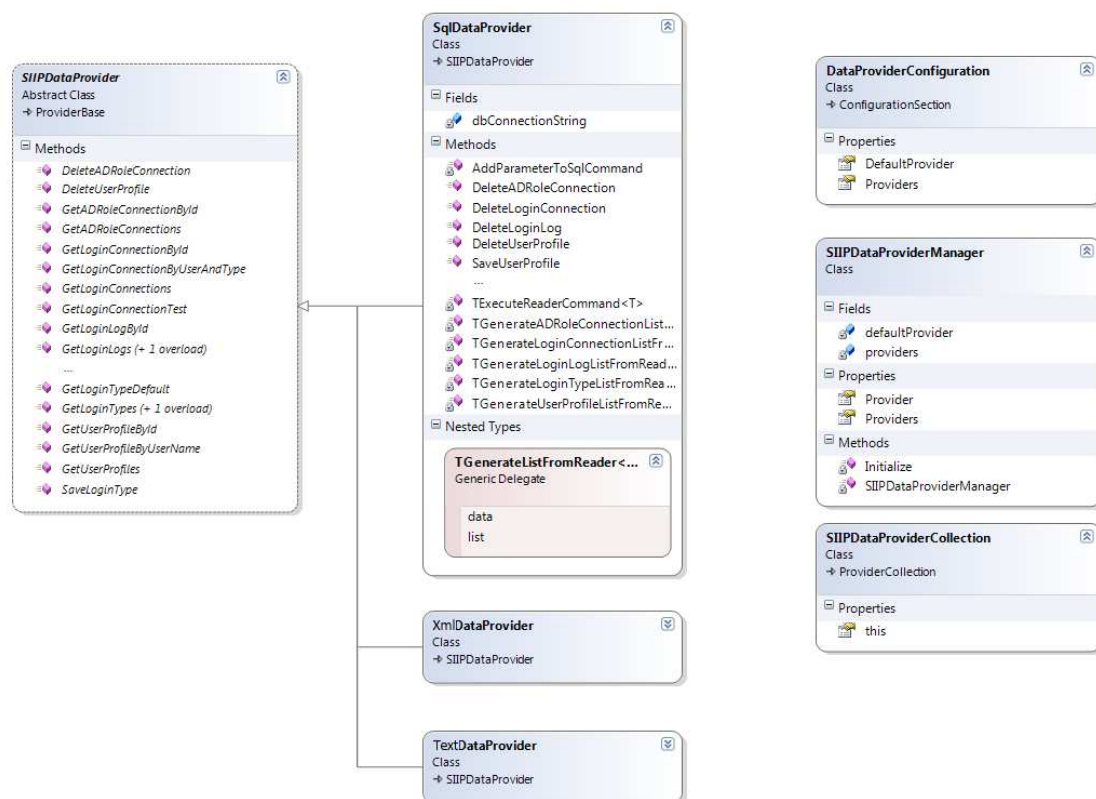 SIIPDataProvider
Abstract Class
ProviderBase
Methods
DeleteADRoleConnection
DeleteUserProfile
GetADRoleConnectionById
GetADRoleConnections
GetLoginConnectionById
GetLoginConnectionByUserAndType
GetLoginConnections
GetLoginConnectionTest
GetLoginLogById
GetLoginLogs (+ 1 overload)
...
GetLoginTypeDefault
GetLoginTypes (+ 1 overload)
GetUserProfileById
GetUserProfileByUserName
GetUserProfiles
SaveLoginType
SqlDataProvider
Class
SIIPDataProvider
Fields
dbConnectionString
Methods
AddParameterToSqlCommand
DeleteADRoleConnection
DeleteLoginConnection
DeleteLoginLog
DeleteUserProfile
SaveUserProfile
...
TExecuteReaderCommand<T>
TGenerateADRoleConnectionList...
TGenerateLoginConnectionListFr...
TGenerateLoginLogListFromRead...
TGenerateLoginTypeListFromRea...
TGenerateUserProfileListFromRe...
Nested Types
TGenerateListFromReader<...
Generic Delegate
data
list
XmlDataProvider
Class
SIIPDataProvider
TextDataProvider
Class
SIIPDataProvider
DataProviderConfiguration
Class
ConfigurationSection
Properties
DefaultProvider
Providers
SIIPDataProviderManager
Class
Fields
defaultProvider
providers
Properties
Provider
Providers
Methods
Initialize
SIIPDataProviderManager
SIIPDataProviderCollection
Class
ProviderCollection
Properties
this